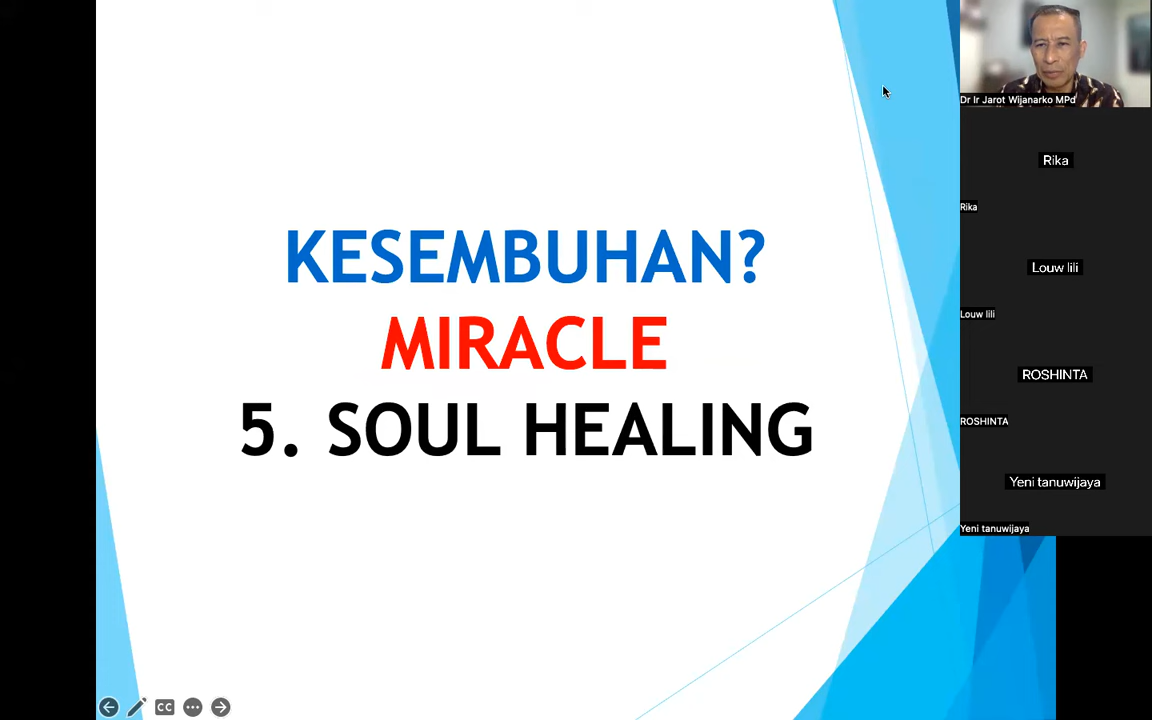 KESEMBUHAN?
MIRACLE
5. SOUL HEALING
Dr Ir Jarot Wijanarko MPd
Rika
Rika
Louw lili
Louw lili
ROSHINTA
ROSHINTA
Yeni tanuwijaya
Yeni tanuwijaya
CC